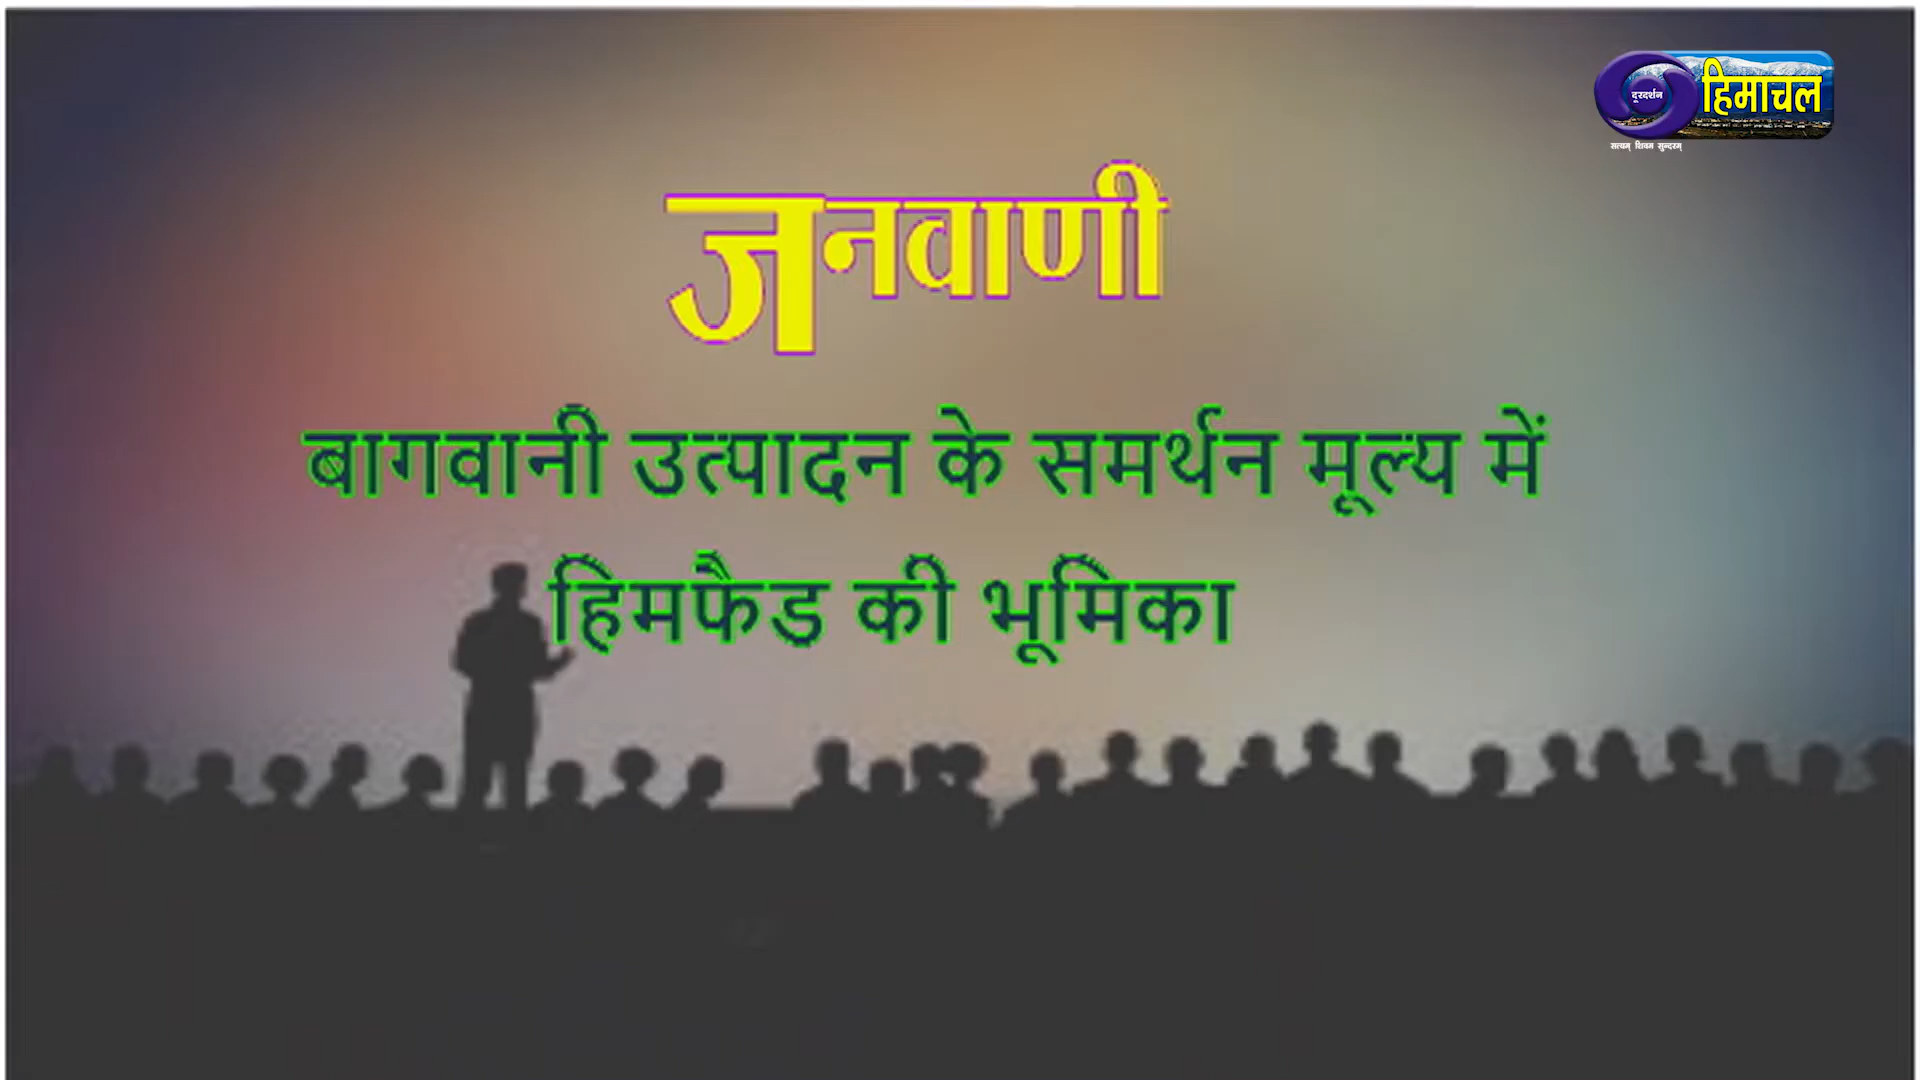 दूरदर्शन
हिमाचल
सत्यम् शिवम सुन्दरम्
जनवाणी
बागवानी उत्पादन के समर्थन मूल्य में
हिमफैड की भूमिका